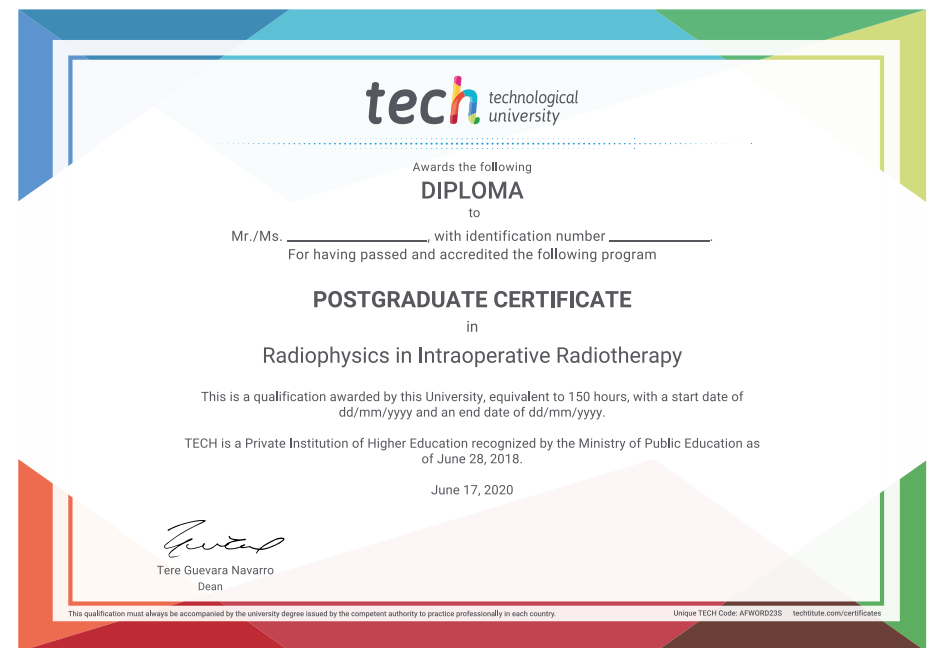 tech technological
university
Awards the following
DIPLOMA
to
Mr./Ms. ____________, with identification number ____________.
For having passed and accredited the following program
POSTGRADUATE CERTIFICATE
in
Radiophysics in Intraoperative Radiotherapy
This is a qualification awarded by this University, equivalent to 150 hours, with a start date of
dd/mm/yyyy and an end date of dd/mm/yyyy.
TECH is a Private Institution of Higher Education recognized by the Ministry of Public Education as
of June 28, 2018.
June 17, 2020
Tere Guevara Navarro
Dean
This qualification must always be accompanied by the university degree issued by the competent authority to practice professionally in each country. Unique TECH Code: AFWORD23S techtitute.com/certificates